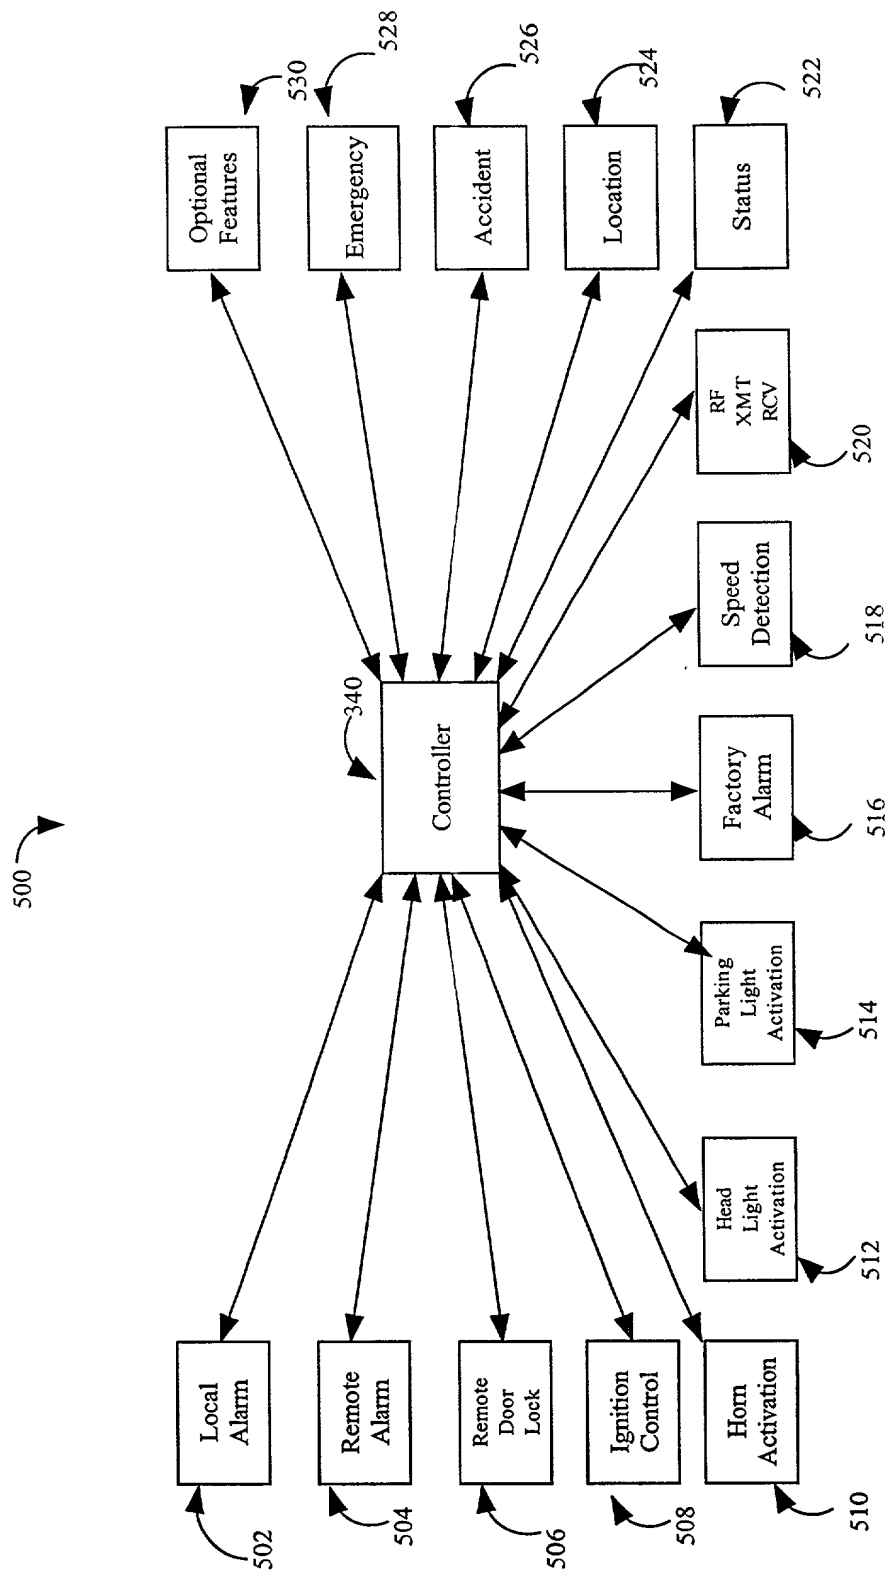 500
340
Controller
Local
Alarm
502
Remote
Alarm
504
Remote
Door
Lock
506
Ignition
Control
508
Horn
Activation
510
Head
Light
Activation
512
Parking
Light
Activation
514
Factory
Alarm
516
Speed
Detection
518
RF
XMT
RCV
520
Status
522
Location
524
Accident
526
Emergency
528
Optional
Features
530